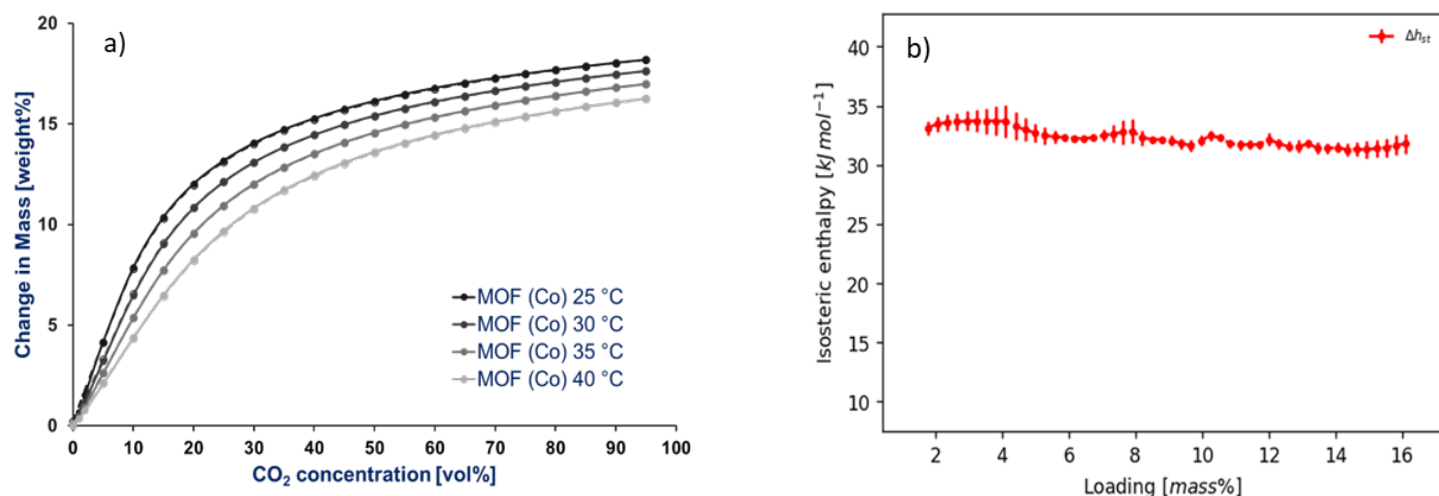 a)
Change in Mass [weight%]
20
15
10
5
0
0 10 20 30 40 50 60 70 80 90 100
CO₂ concentration [vol%]
MOF (Co) 25 °C
MOF (Co) 30 °C
MOF (Co) 35 °C
MOF (Co) 40 °C
b)
Δhst
Isosteric enthalpy [kJ mol⁻¹]
40
35
30
25
20
15
10
2 4 6 8 10 12 14 16
Loading [mass%]